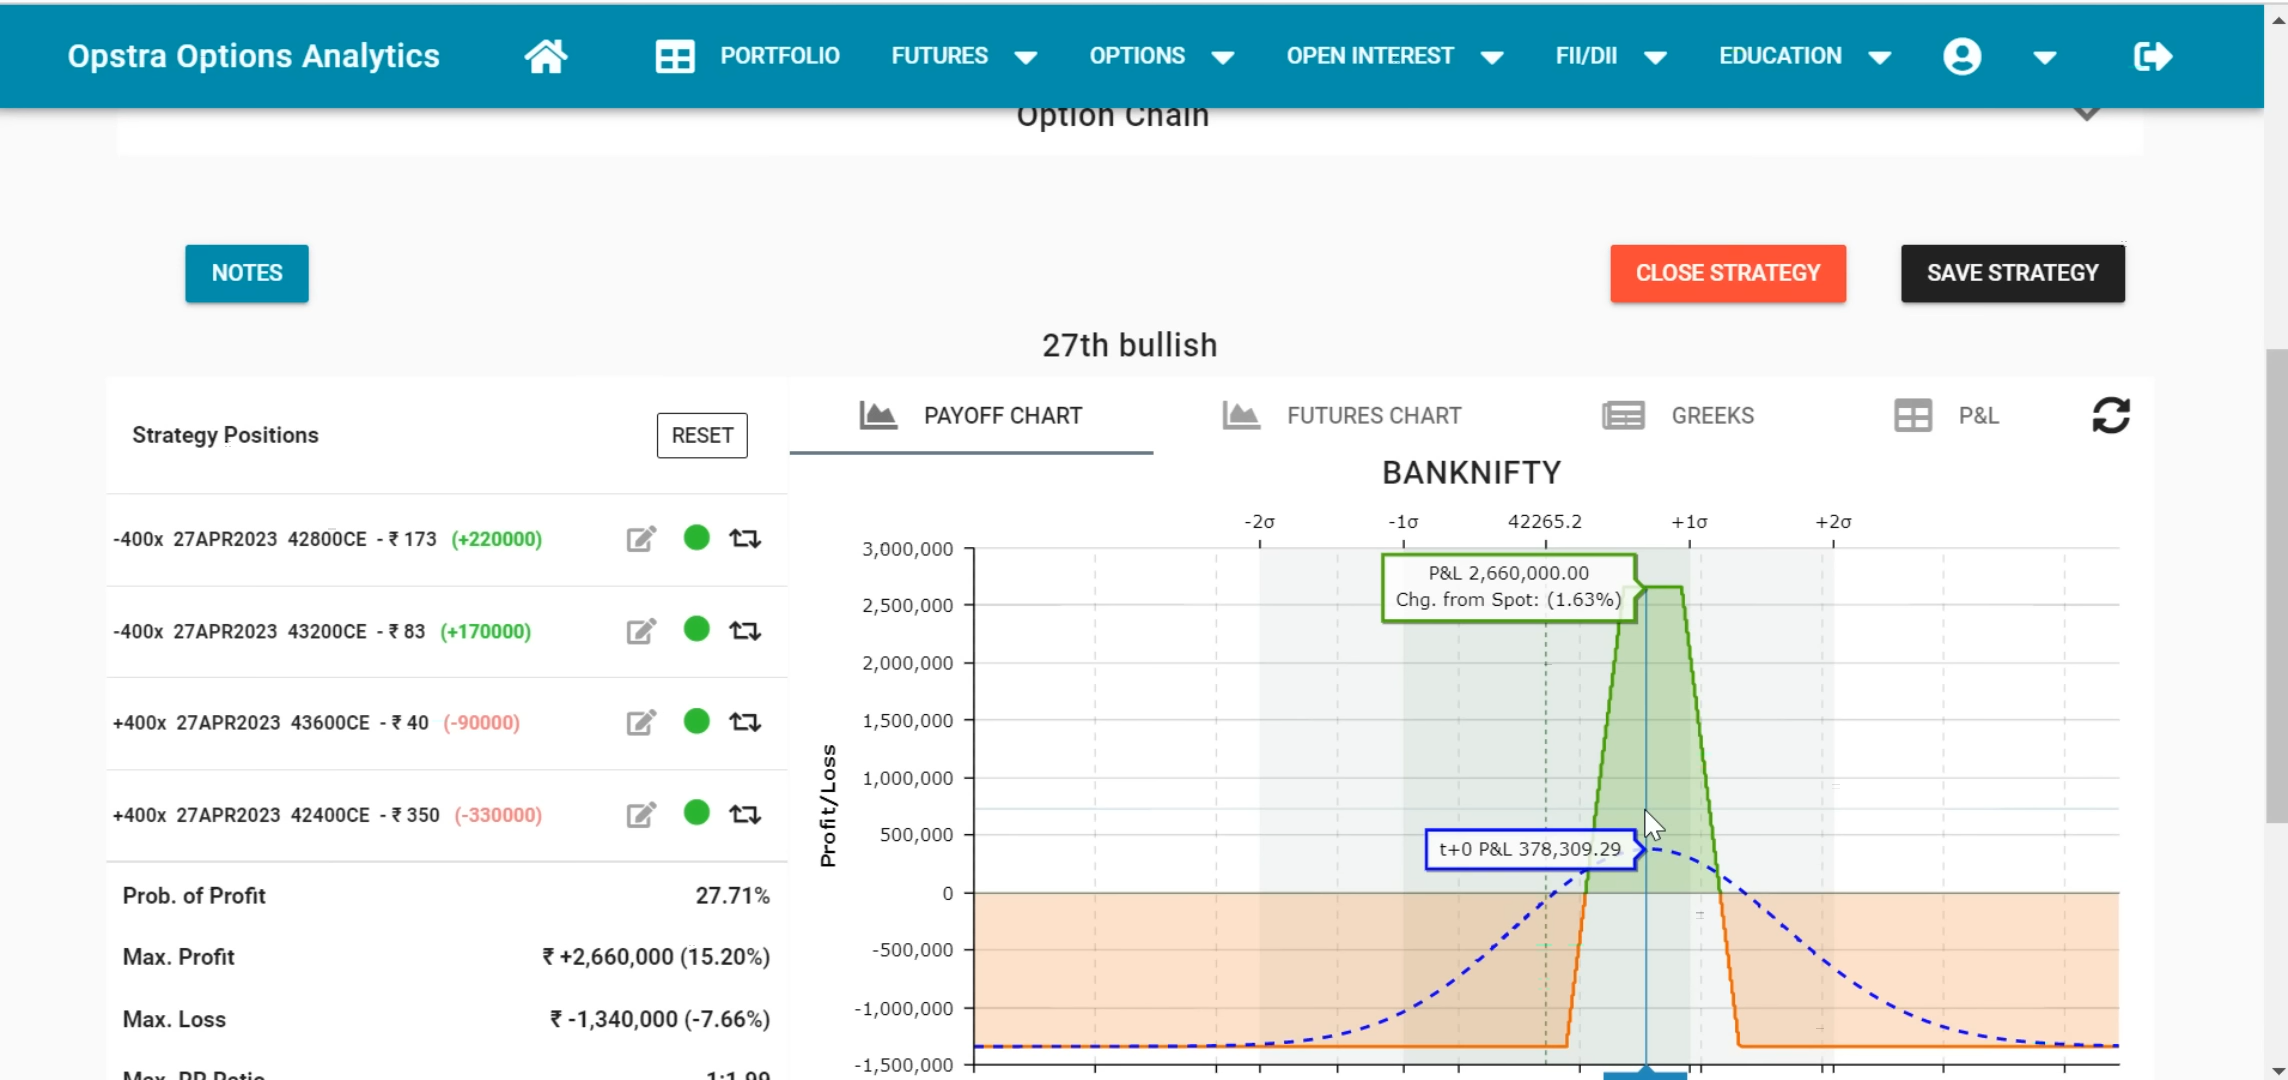 Opstra Options Analytics PORTFOLIO FUTURES OPTIONS OPEN INTEREST FII/DII EDUCATION
Option Chain
NOTES
CLOSE STRATEGY
SAVE STRATEGY
27th bullish
Strategy Positions
RESET
-400x 27APR2023 42800CE - ₹ 173 (+220000)
-400x 27APR2023 43200CE - ₹ 83 (+170000)
+400x 27APR2023 43600CE - ₹ 40 (-90000)
+400x 27APR2023 42400CE - ₹ 350 (-330000)
Prob. of Profit 27.71%
Max. Profit ₹ +2,660,000 (15.20%)
Max. Loss ₹ -1,340,000 (-7.66%)
Max. RR Ratio 1:1.99
PAYOFF CHART
FUTURES CHART
GREEKS
P&L
BANKNIFTY
-2σ -1σ 42265.2 +1σ +2σ
3,000,000
2,500,000
2,000,000
1,500,000
1,000,000
500,000
0
-500,000
-1,000,000
-1,500,000
Profit/Loss
P&L 2,660,000.00
Chg. from Spot: (1.63%)
t+0 P&L 378,309.29